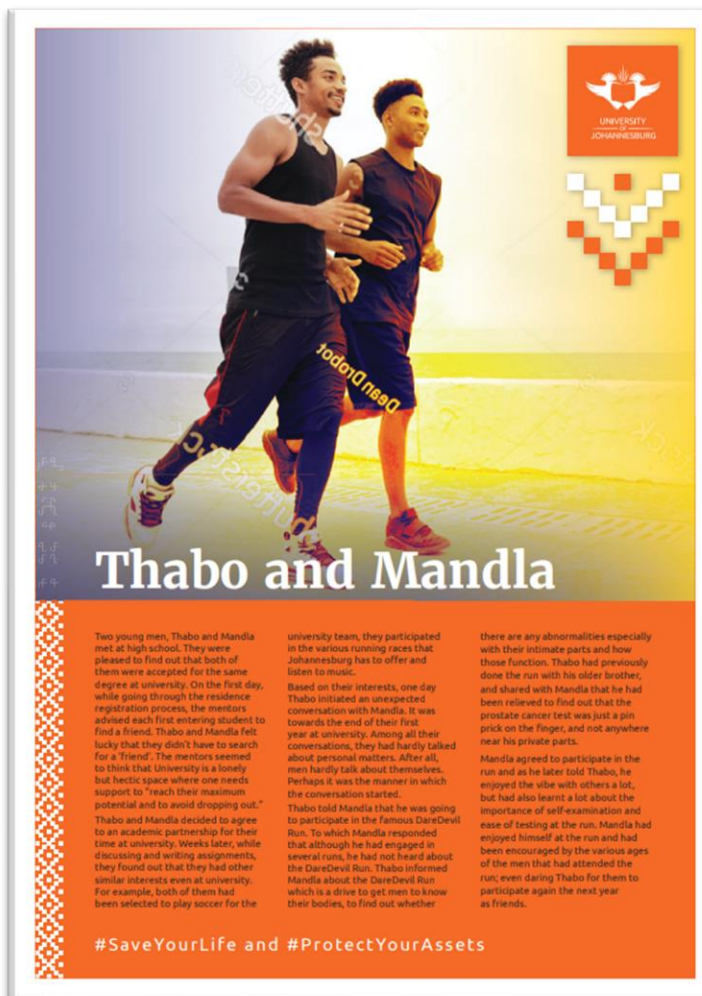 UNIVERSITY
OF
JOHANNESBURG
Dean Drobot
Thabo and Mandla
Two young men, Thabo and Mandla
met at high school. They were
pleased to find out that both of
them were accepted for the same
degree at university. On the first day,
while going through the residence
registration process, the mentors
advised each first entering student to
find a friend. Thabo and Mandla felt
lucky that they didn't have to search
for a 'friend'. The mentors seemed
to think that University is a lonely
but hectic space where one needs
support to "reach their maximum
potential and to avoid dropping out."
Thabo and Mandla decided to agree
to an academic partnership for their
time at university. Weeks later, while
discussing and writing assignments,
they found out that they had other
similar interests even at university.
For example, both of them had
been selected to play soccer for the
university team, they participated
in the various running races that
Johannesburg has to offer and
listen to music.
Based on their interests, one day
Thabo initiated an unexpected
conversation with Mandla. It was
towards the end of their first
year at university. Among all their
conversations, they had hardly talked
about personal matters. After all,
men hardly talk about themselves.
Perhaps it was the manner in which
the conversation started.
Thabo told Mandla that he was going
to participate in the famous DareDevil
Run. To which Mandla responded
that although he had engaged in
several runs, he had not heard about
the DareDevil Run. Thabo informed
Mandla about the DareDevil Run
which is a drive to get men to know
their bodies, to find out whether
there are any abnormalities especially
with their intimate parts and how
those function. Thabo had previously
done the run with his older brother,
and shared with Mandla that he had
been relieved to find out that the
prostate cancer test was just a pin
prick on the finger, and not anywhere
near his private parts.
Mandla agreed to participate in the
run and as he later told Thabo, he
enjoyed the vibe with others a lot,
but had also learnt a lot about the
importance of self-examination and
ease of testing at the run. Mandla had
enjoyed himself at the run and had
been encouraged by the various ages
of the men that had attended the
run; even daring Thabo for them to
participate again the next year
as friends.
#SaveYourLife and #ProtectYourAssets